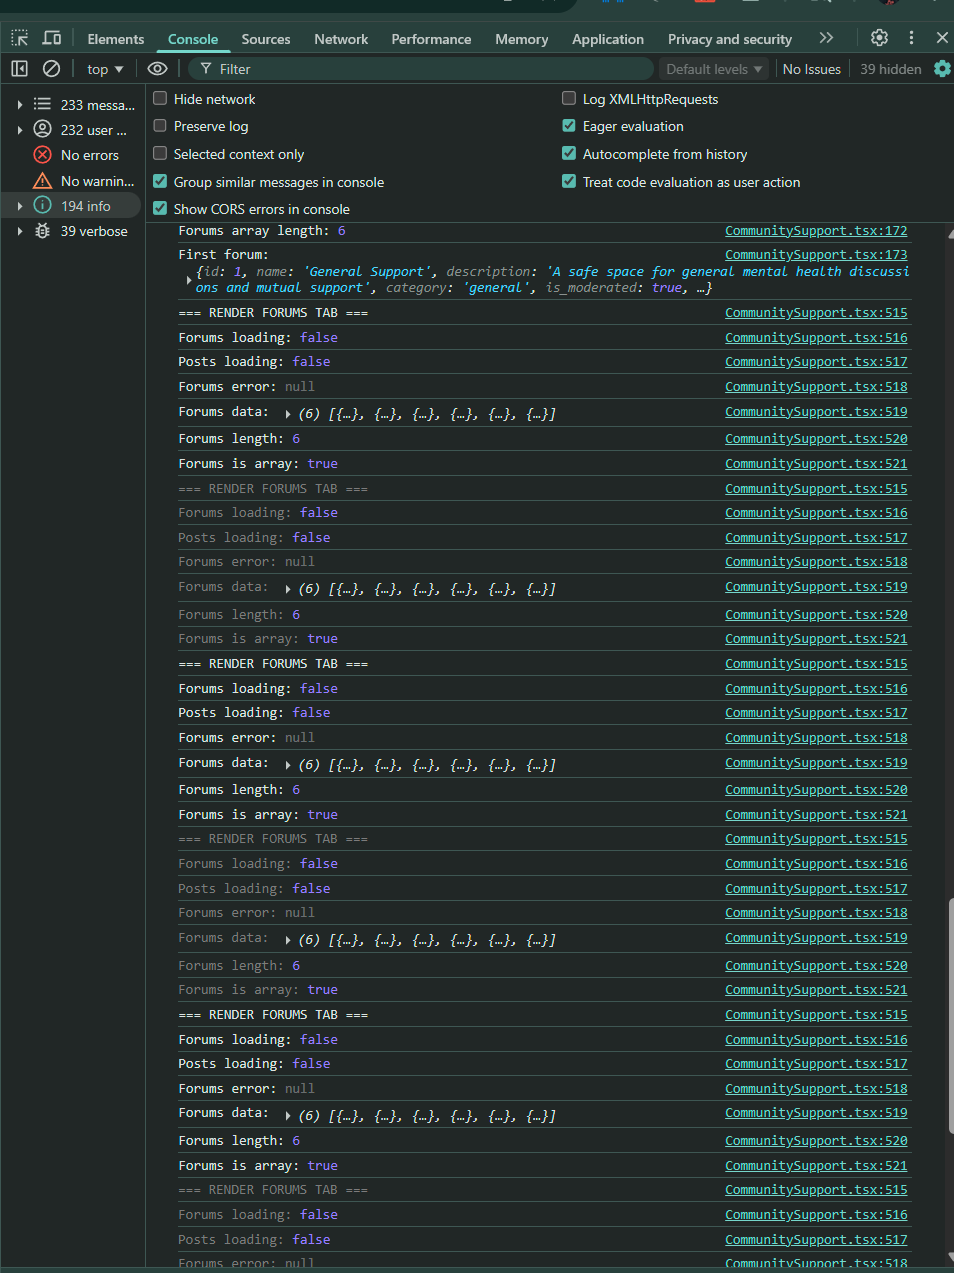 Elements Console Sources Network Performance Memory Application Privacy and security
top Filter Default levels No Issues 39 hidden
233 messa...
232 user ...
No errors
No warnin...
194 info
39 verbose
Hide network Log XMLHttpRequests
Preserve log Eager evaluation
Selected context only Autocomplete from history
Group similar messages in console Treat code evaluation as user action
Show CORS errors in console
Forums array length: 6 CommunitySupport.tsx:172
First forum: CommunitySupport.tsx:173
{id: 1, name: 'General Support', description: 'A safe space for general mental health discussi
ons and mutual support', category: 'general', is_moderated: true, …}
=== RENDER FORUMS TAB === CommunitySupport.tsx:515
Forums loading: false CommunitySupport.tsx:516
Posts loading: false CommunitySupport.tsx:517
Forums error: null CommunitySupport.tsx:518
Forums data: (6) [{…}, {…}, {…}, {…}, {…}, {…}] CommunitySupport.tsx:519
Forums length: 6 CommunitySupport.tsx:520
Forums is array: true CommunitySupport.tsx:521
=== RENDER FORUMS TAB === CommunitySupport.tsx:515
Forums loading: false CommunitySupport.tsx:516
Posts loading: false CommunitySupport.tsx:517
Forums error: null CommunitySupport.tsx:518
Forums data: (6) [{…}, {…}, {…}, {…}, {…}, {…}] CommunitySupport.tsx:519
Forums length: 6 CommunitySupport.tsx:520
Forums is array: true CommunitySupport.tsx:521
=== RENDER FORUMS TAB === CommunitySupport.tsx:515
Forums loading: false CommunitySupport.tsx:516
Posts loading: false CommunitySupport.tsx:517
Forums error: null CommunitySupport.tsx:518
Forums data: (6) [{…}, {…}, {…}, {…}, {…}, {…}] CommunitySupport.tsx:519
Forums length: 6 CommunitySupport.tsx:520
Forums is array: true CommunitySupport.tsx:521
=== RENDER FORUMS TAB === CommunitySupport.tsx:515
Forums loading: false CommunitySupport.tsx:516
Posts loading: false CommunitySupport.tsx:517
Forums error: null CommunitySupport.tsx:518
Forums data: (6) [{…}, {…}, {…}, {…}, {…}, {…}] CommunitySupport.tsx:519
Forums length: 6 CommunitySupport.tsx:520
Forums is array: true CommunitySupport.tsx:521
=== RENDER FORUMS TAB === CommunitySupport.tsx:515
Forums loading: false CommunitySupport.tsx:516
Posts loading: false CommunitySupport.tsx:517
Forums error: null CommunitySupport.tsx:518
Forums data: (6) [{…}, {…}, {…}, {…}, {…}, {…}] CommunitySupport.tsx:519
Forums length: 6 CommunitySupport.tsx:520
Forums is array: true CommunitySupport.tsx:521
=== RENDER FORUMS TAB === CommunitySupport.tsx:515
Forums loading: false CommunitySupport.tsx:516
Posts loading: false CommunitySupport.tsx:517
Forums error: null CommunitySupport.tsx:518